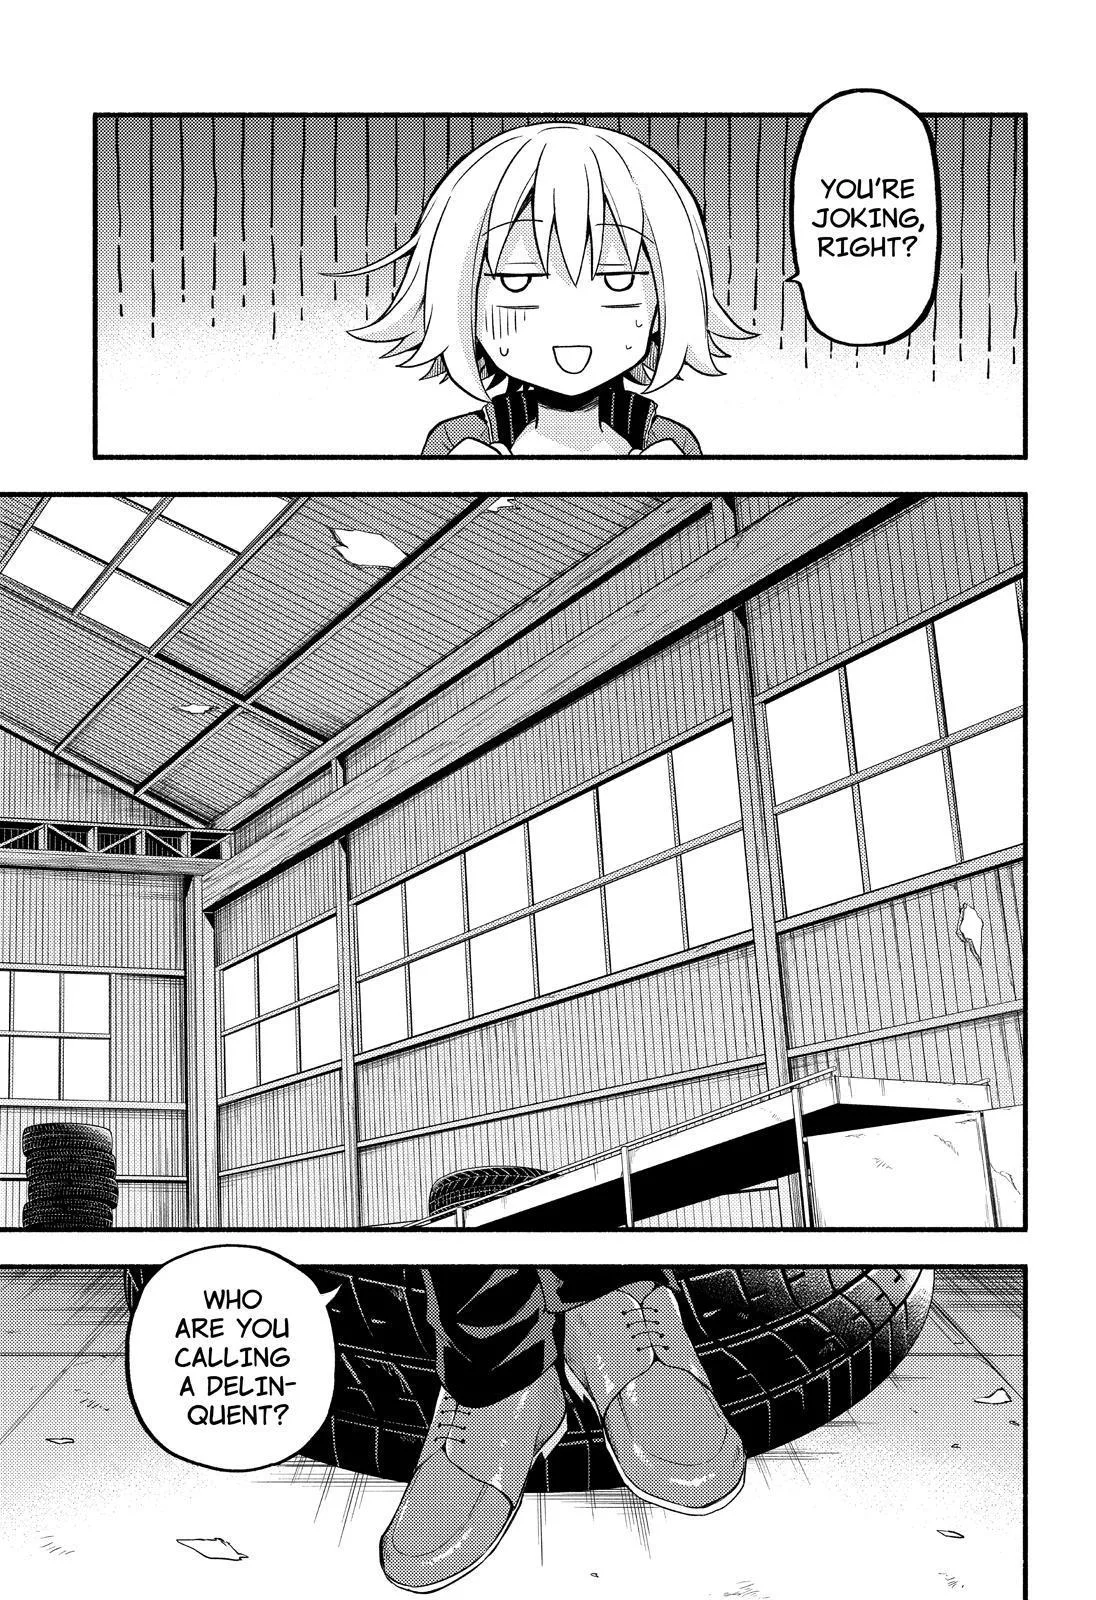 YOU'RE
JOKING,
RIGHT?
WHO
ARE YOU
CALLING
A DELIN-
QUENT?